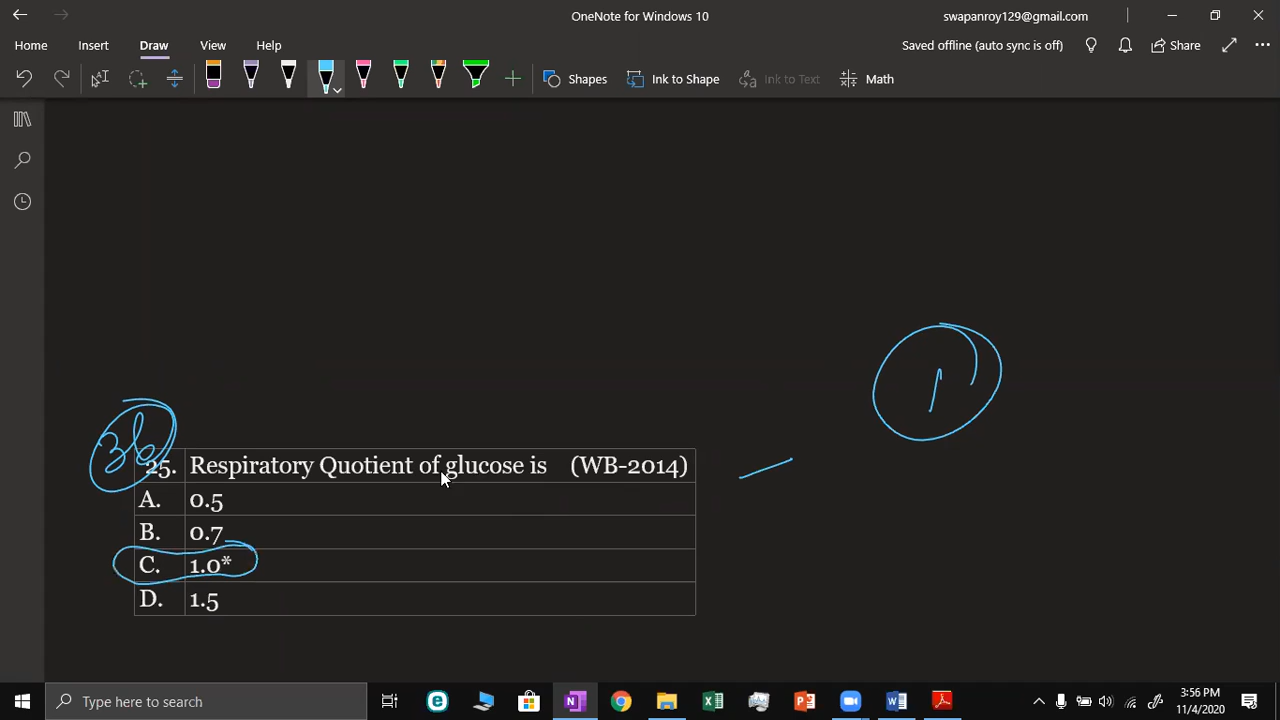 OneNote for Windows 10
swapanroy129@gmail.com
Home Insert Draw View Help
Saved offline (auto sync is off)
Share
Shapes
Ink to Shape
Ink to Text
Math
1
36
25. Respiratory Quotient of glucose is (WB-2014)
A. 0.5
B. 0.7
C. 1.0*
D. 1.5
Type here to search
3:56 PM
11/4/2020